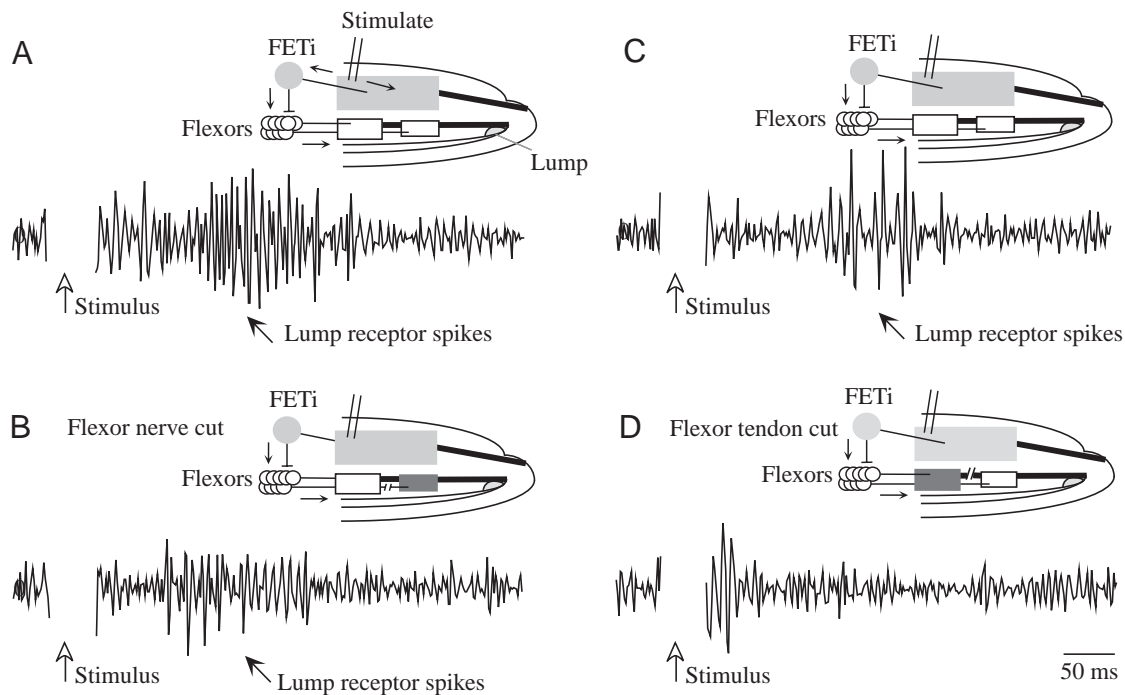 A
Stimulate
FETi
Flexors
Lump
Stimulus
Lump receptor spikes
B
Flexor nerve cut
FETi
Flexors
Stimulus
Lump receptor spikes
C
FETi
Flexors
Stimulus
Lump receptor spikes
D
Flexor tendon cut
FETi
Flexors
Stimulus
50 ms